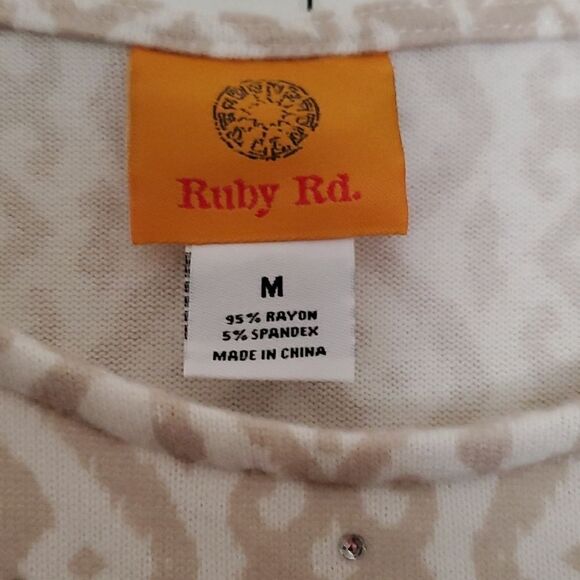 Ruby Rd.
M
95% RAYON
5% SPANDEX
MADE IN CHINA